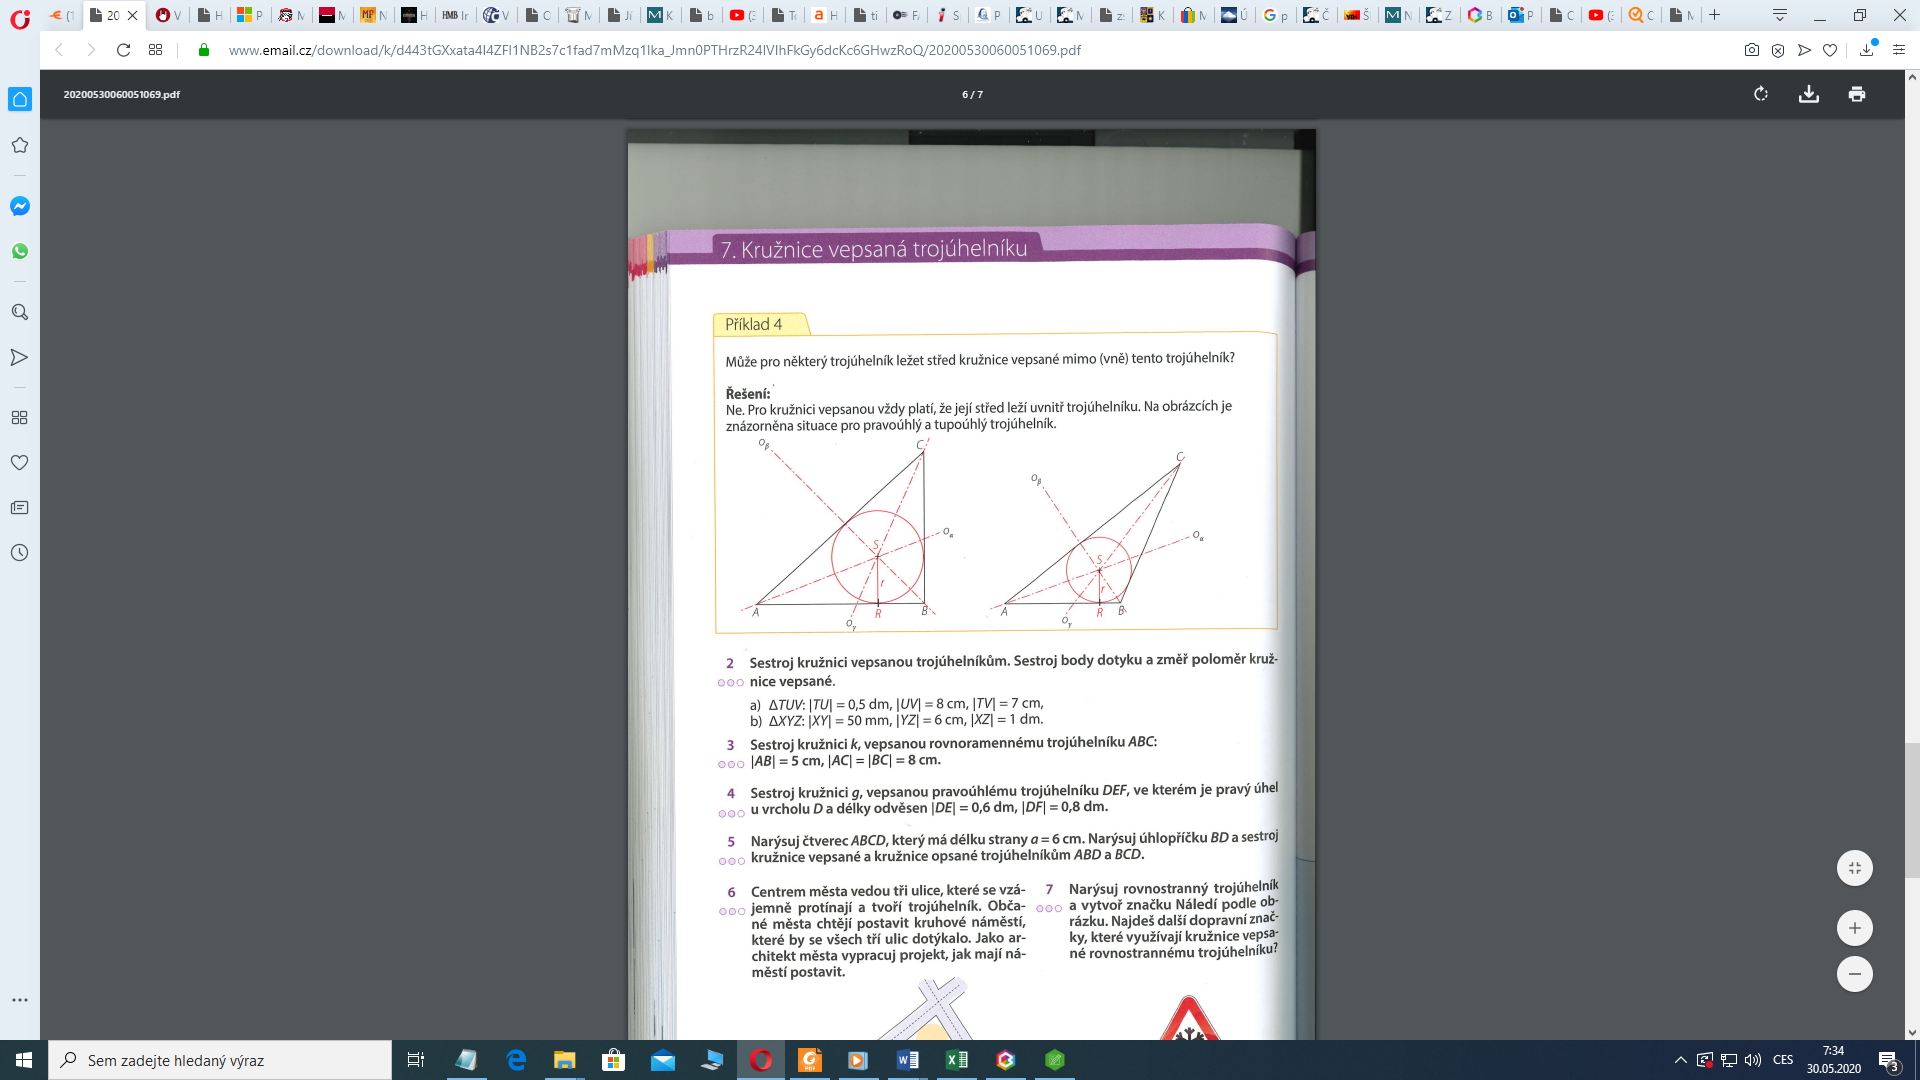 www.email.cz/download/k/d443tGXxata4l4ZFI1NB2s7c1fad7mMzq1Ika_Jmn0PTHrzR24IVIhFkGy6dcKc6GHwzRoQ/20200530060051069.pdf
20200530060051069.pdf
6 / 7
7. Kružnice vepsaná trojúhelníku
Příklad 4
Může pro některý trojúhelník ležet střed kružnice vepsané mimo (vně) tento trojúhelník?
Řešení:
Ne. Pro kružnici vepsanou vždy platí, že její střed leží uvnitř trojúhelníku. Na obrázcích je
znázorněna situace pro pravoúhlý a tupoúhlý trojúhelník.
oβ C oα S r A R B oγ
oβ C oα S r A R B oγ
2 Sestroj kružnici vepsanou trojúhelníkům. Sestroj body dotyku a změř poloměr kruž-
nice vepsané.
a) ΔTUV: |TU| = 0,5 dm, |UV| = 8 cm, |TV| = 7 cm,
b) ΔXYZ: |XY| = 50 mm, |YZ| = 6 cm, |XZ| = 1 dm.
3 Sestroj kružnici k, vepsanou rovnoramennému trojúhelníku ABC:
|AB| = 5 cm, |AC| = |BC| = 8 cm.
4 Sestroj kružnici g, vepsanou pravoúhlému trojúhelníku DEF, ve kterém je pravý úhel
u vrcholu D a délky odvěsen |DE| = 0,6 dm, |DF| = 0,8 dm.
5 Narýsuj čtverec ABCD, který má délku strany a = 6 cm. Narýsuj úhlopříčku BD a sestroj
kružnice vepsané a kružnice opsané trojúhelníkům ABD a BCD.
6 Centrem města vedou tři ulice, které se vzá-
jemně protínají a tvoří trojúhelník. Obča-
né města chtějí postavit kruhové náměstí,
které by se všech tří ulic dotýkalo. Jako ar-
chitekt města vypracuj projekt, jak mají ná-
městí postavit.
7 Narýsuj rovnostranný trojúhelník
a vytvoř značku Náledí podle ob-
rázku. Najdeš další dopravní znač-
ky, které využívají kružnice vepsa-
né rovnostrannému trojúhelníku?
Sem zadejte hledaný výraz
CES
7:34
30.05.2020
3